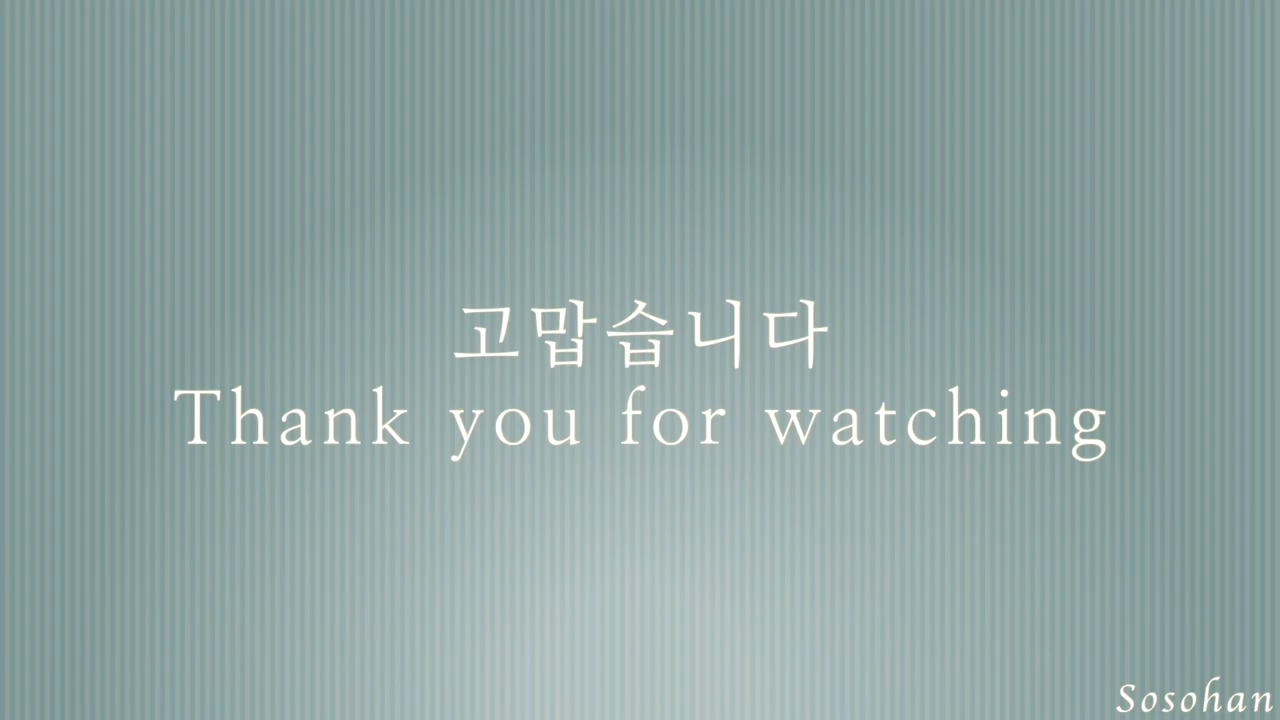 고맙습니다
Thank you for watching
Sosohan